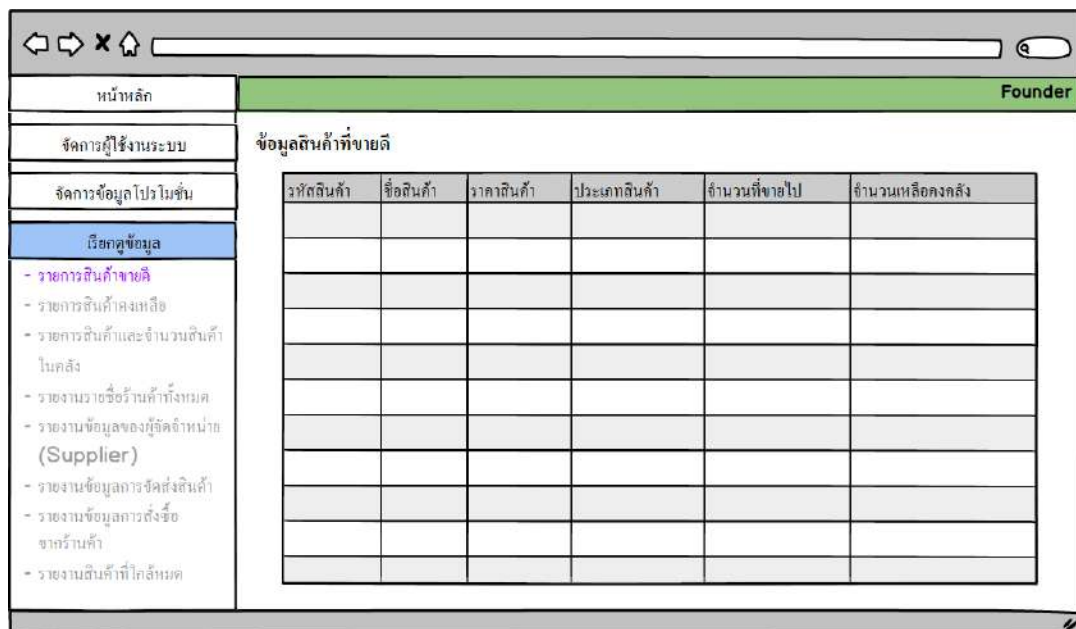 หน้าหลัก
Founder
จัดการผู้ใช้งานระบบ
จัดการข้อมูลโปรโมชั่น
เรียกดูข้อมูล
- รายการสินค้าขายดี
- รายการสินค้าคงเหลือ
- รายการสินค้าและจำนวนสินค้า
ในคลัง
- รายงานรายชื่อร้านค้าทั้งหมด
- รายงานข้อมูลของผู้จัดจำหน่าย
(Supplier)
- รายงานข้อมูลการจัดส่งสินค้า
- รายงานข้อมูลการสั่งซื้อ
จากร้านค้า
- รายงานสินค้าที่ใกล้หมด
ข้อมูลสินค้าที่ขายดี
รหัสสินค้า ชื่อสินค้า ราคาสินค้า ประเภทสินค้า จำนวนที่ขายไป จำนวนเหลือคงคลัง